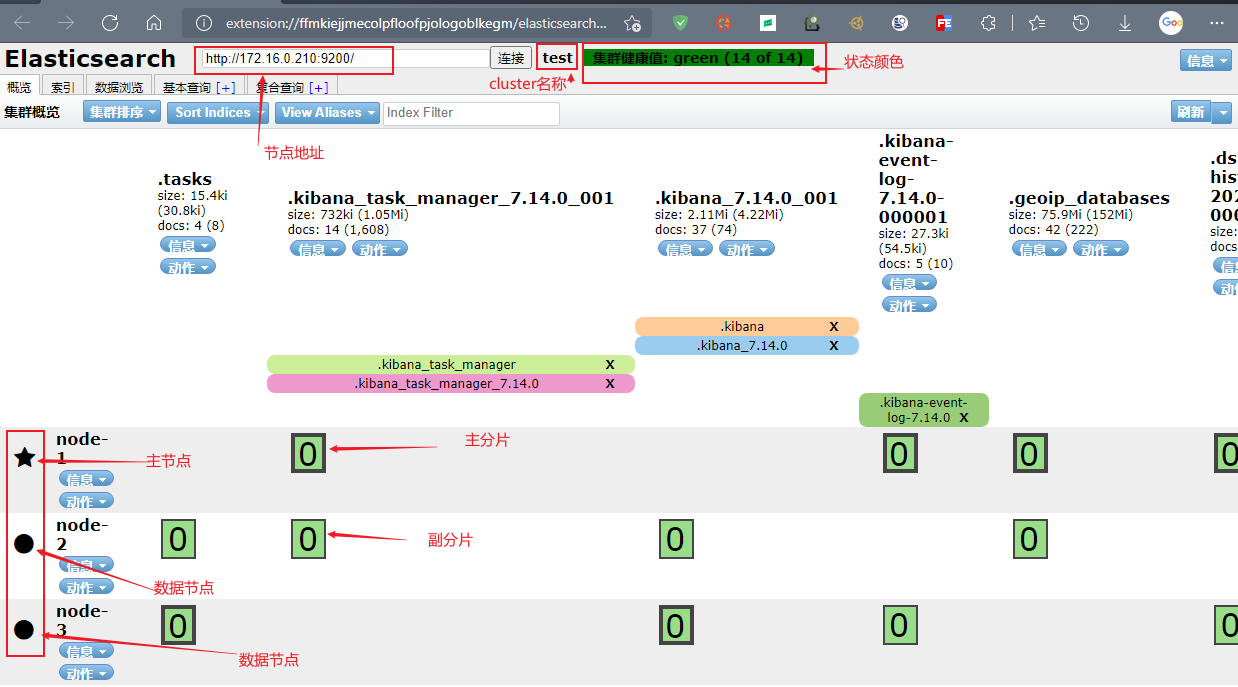 extension://ffmkiejjmecolpfloofpjologoblkegm/elasticsearch...
Elasticsearch
http://172.16.0.210:9200/
连接
test
集群健康值: green (14 of 14)
状态颜色
信息
cluster名称
概览
索引
数据浏览
基本查询 [+]
复合查询 [+]
集群概览
集群排序
Sort Indices
View Aliases
Index Filter
刷新
节点地址
.tasks
size: 15.4ki
(30.8ki)
docs: 4 (8)
信息
动作
.kibana_task_manager_7.14.0_001
size: 732ki (1.05Mi)
docs: 14 (1,608)
信息
动作
.kibana_7.14.0_001
size: 2.11Mi (4.22Mi)
docs: 37 (74)
信息
动作
.kibana-
event-
log-
7.14.0-
000001
size: 27.3ki
(54.5ki)
docs: 5 (10)
信息
动作
.geoip_databases
size: 75.9Mi (152Mi)
docs: 42 (222)
信息
动作
.ds
his
size:
docs
.kibana X
.kibana_7.14.0 X
.kibana_task_manager X
.kibana_task_manager_7.14.0 X
.kibana-event-
log-7.14.0 X
node-
1
信息
动作
主节点
0
主分片
0
0
0
node-
2
信息
动作
数据节点
0
0
副分片
0
0
node-
3
信息
动作
数据节点
0
0
0
0